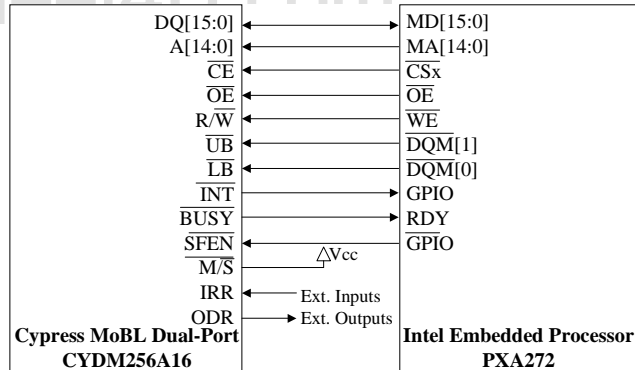 DQ[15:0] MD[15:0]
A[14:0] MA[14:0]
CE CSx
OE OE
R/W WE
UB DQM[1]
LB DQM[0]
INT GPIO
BUSY RDY
SFEN GPIO
M/S Vcc
IRR Ext. Inputs
ODR Ext. Outputs
Cypress MoBL Dual-Port Intel Embedded Processor
CYDM256A16 PXA272